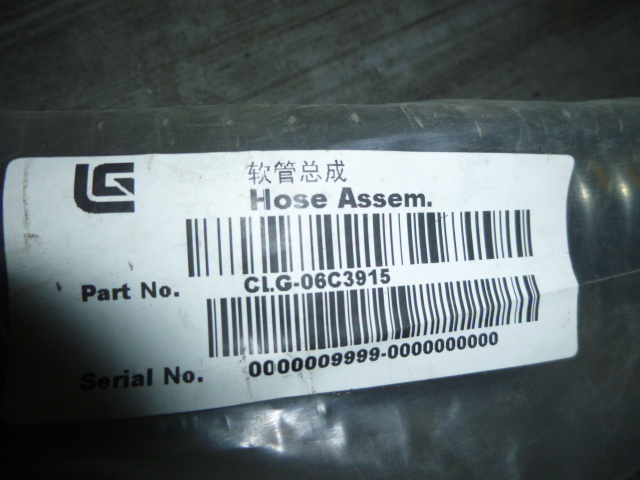 软管总成
Hose Assem.
Part No. CLG-06C3915
Serial No. 0000009999-0000000000